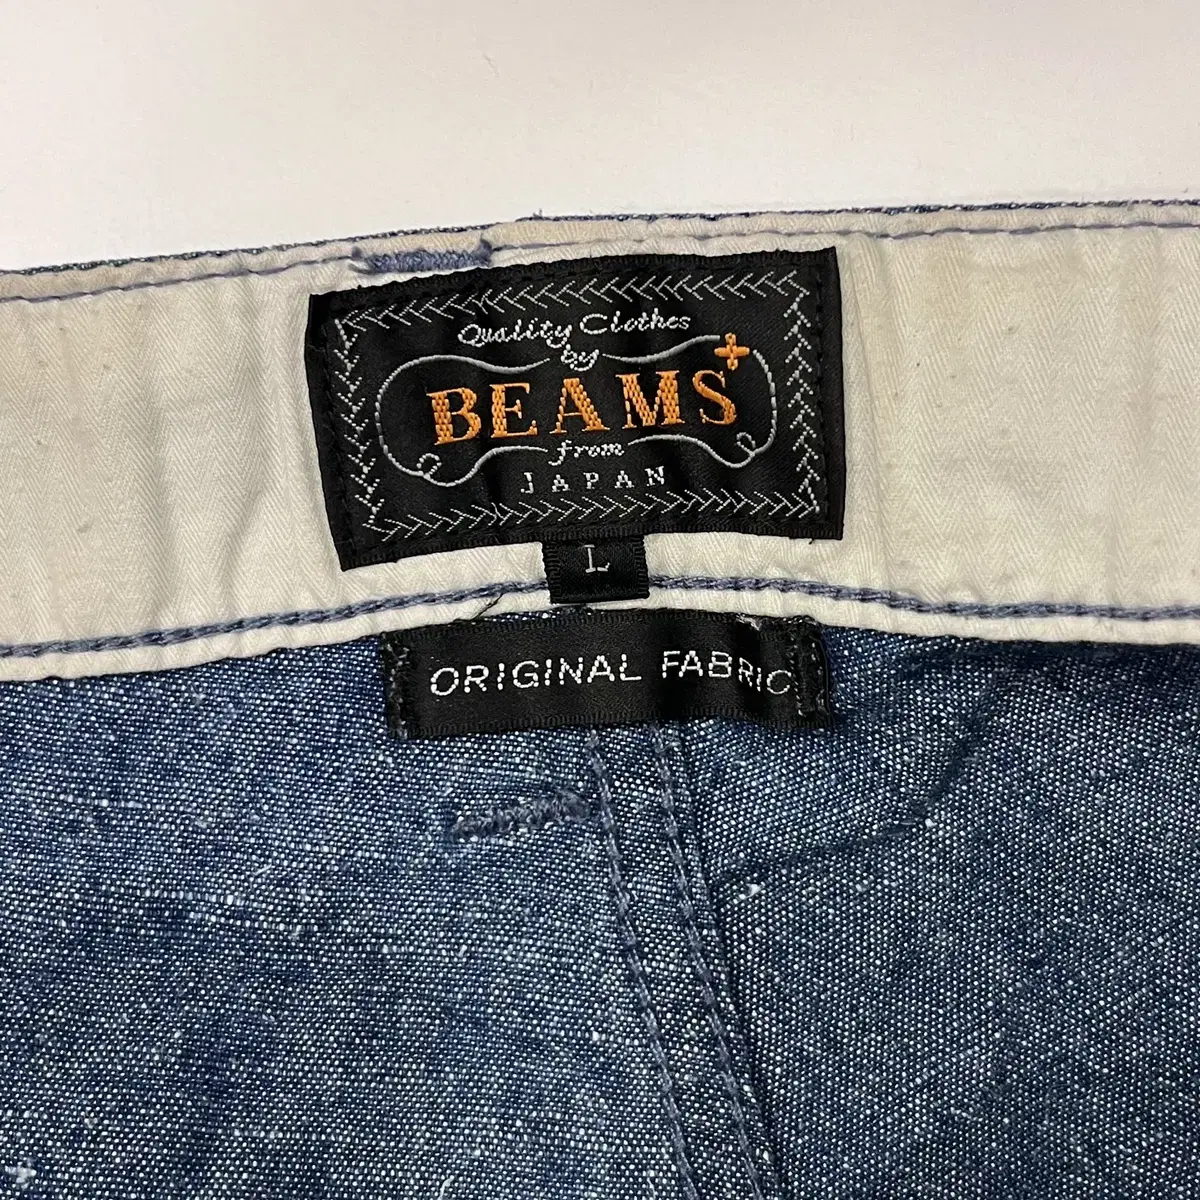 Quality Clothes
by
BEAMS+
from
JAPAN
L
ORIGINAL FABRIC